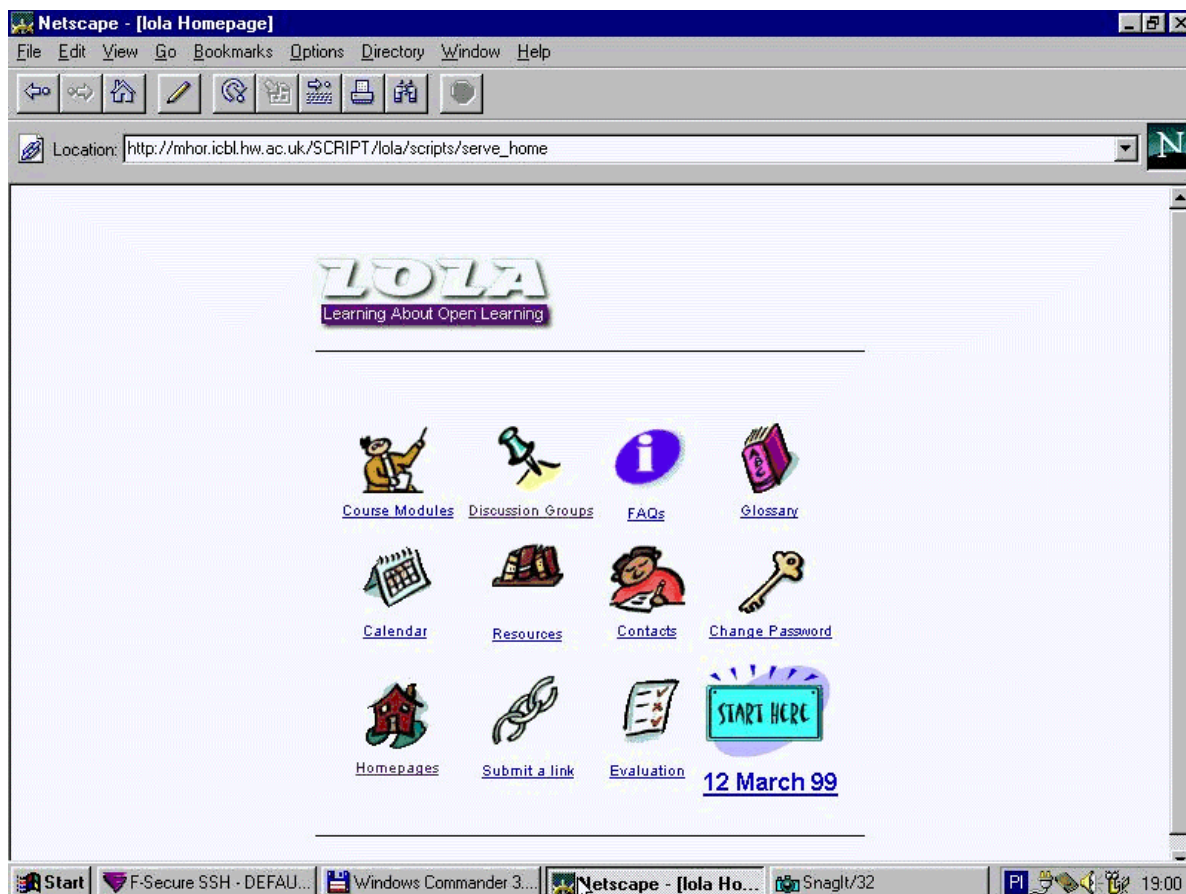 Netscape - [lola Homepage]
File Edit View Go Bookmarks Options Directory Window Help
Location: http://mhor.icbl.hw.ac.uk/SCRIPT/lola/scripts/serve_home
N
LOLA
Learning About Open Learning
i
ABC
Course Modules Discussion Groups FAQs Glossary
Calendar Resources Contacts Change Password
START HERE
Homepages Submit a link Evaluation
12 March 99
Start F-Secure SSH - DEFAU... Windows Commander 3.... Netscape - [lola Ho... SnagIt/32 Pl 19:00